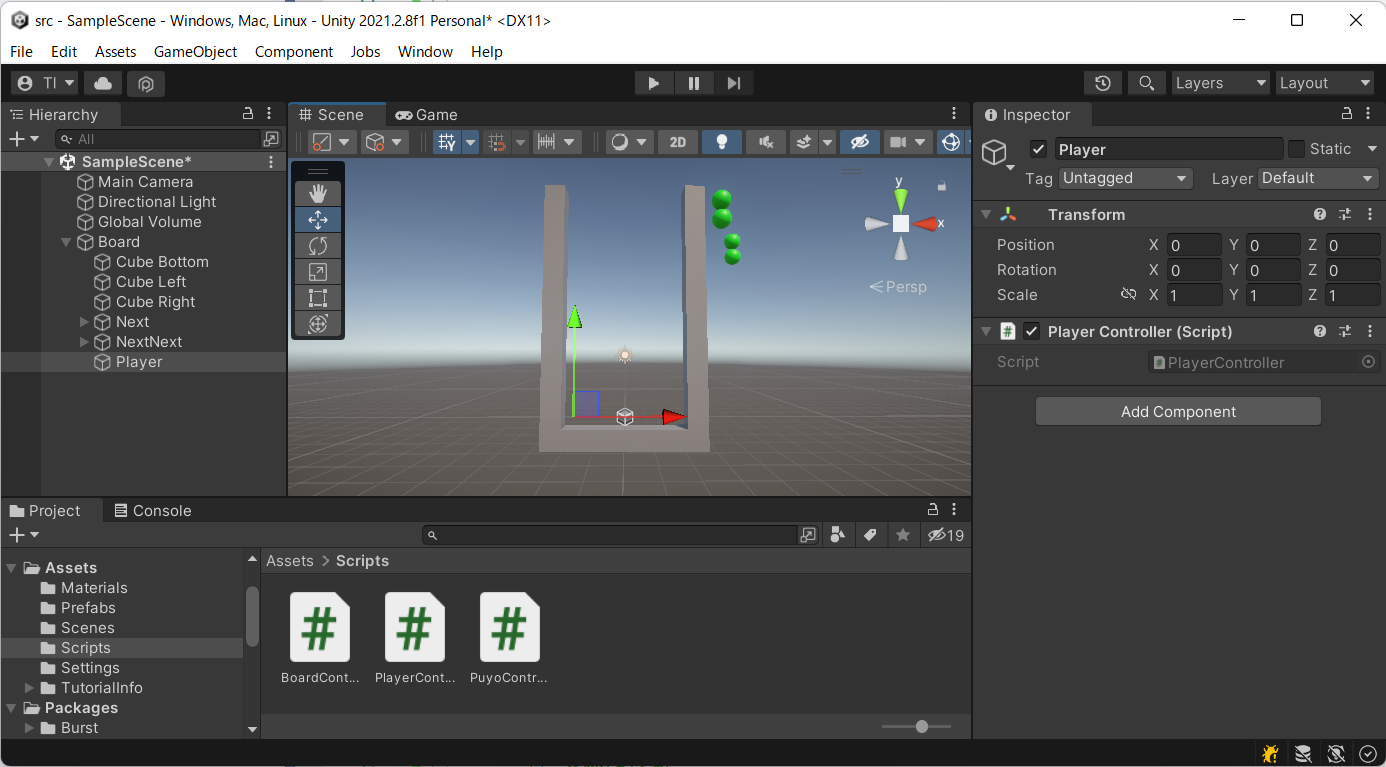 src - SampleScene - Windows, Mac, Linux - Unity 2021.2.8f1 Personal* <DX11>
File Edit Assets GameObject Component Jobs Window Help
TI Layers Layout
Hierarchy
All
SampleScene*
Main Camera
Directional Light
Global Volume
Board
Cube Bottom
Cube Left
Cube Right
Next
NextNext
Player
Scene Game
2D
y
x
Persp
Inspector
Player Static
Tag Untagged Layer Default
Transform
Position X 0 Y 0 Z 0
Rotation X 0 Y 0 Z 0
Scale X 1 Y 1 Z 1
# Player Controller (Script)
Script # PlayerController
Add Component
Project Console
19
Assets
Materials
Prefabs
Scenes
Scripts
Settings
TutorialInfo
Packages
Burst
Assets > Scripts
# # #
BoardCont... PlayerCont... PuyoContr...